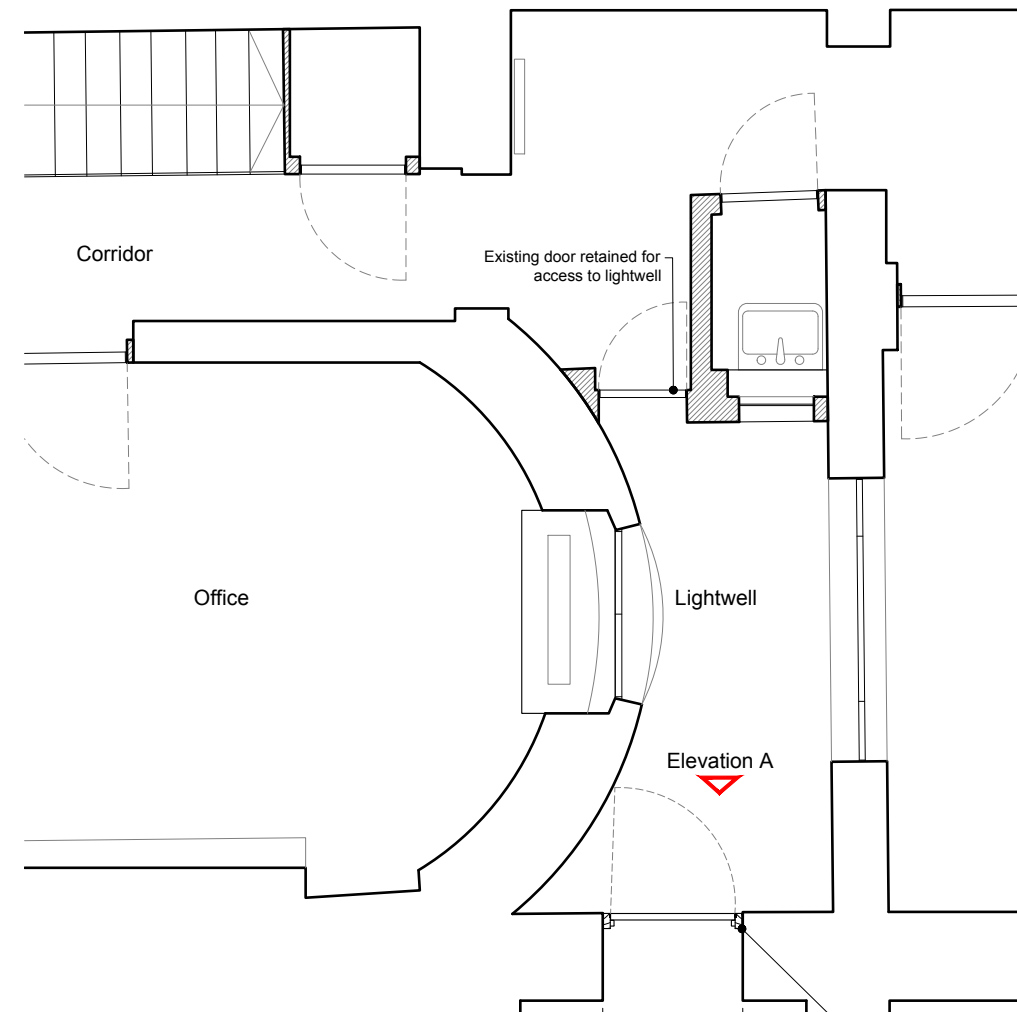 Corridor
Existing door retained for
access to lightwell
Office
Lightwell
Elevation A